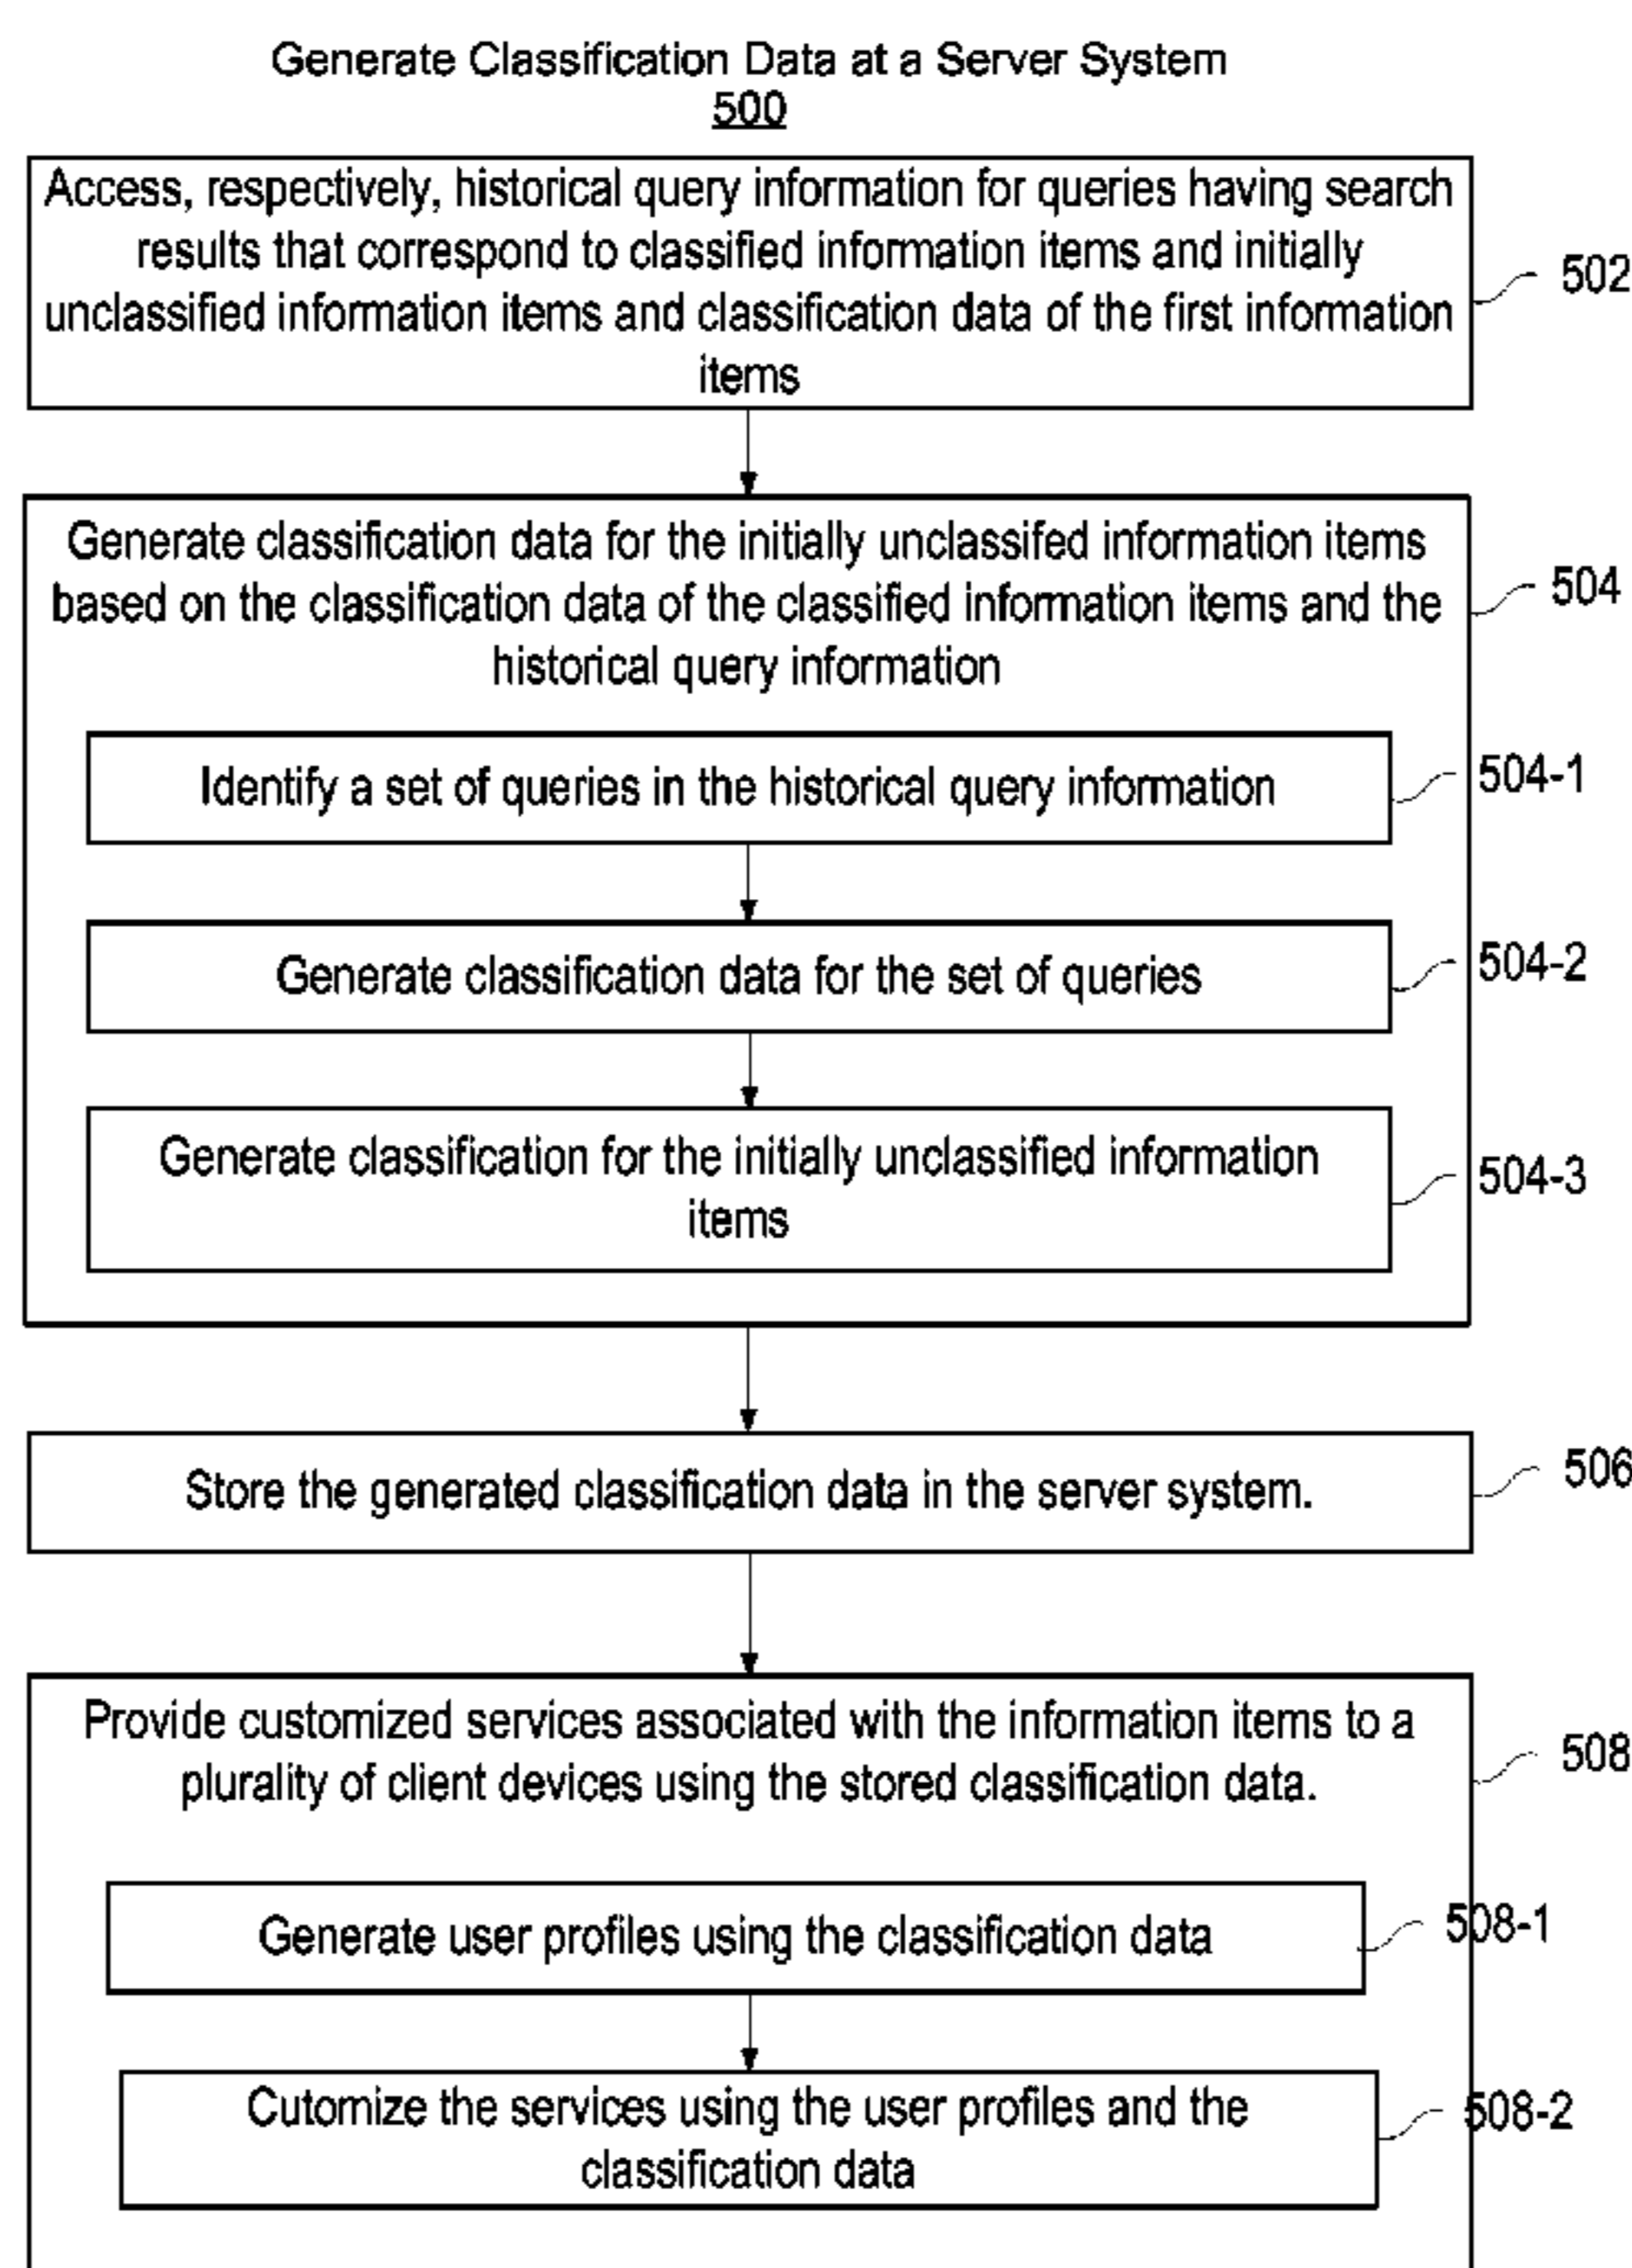 Generate Classification Data at a Server System
500
Access, respectively, historical query information for queries having search
results that correspond to classified information items and initially
unclassified information items and classification data of the first information
items
502
Generate classification data for the initially unclassifed information items
based on the classification data of the classified information items and the
historical query information
504
Identify a set of queries in the historical query information
504-1
Generate classification data for the set of queries
504-2
Generate classification for the initially unclassified information
items
504-3
Store the generated classification data in the server system.
506
Provide customized services associated with the information items to a
plurality of client devices using the stored classification data.
508
Generate user profiles using the classification data
508-1
Cutomize the services using the user profiles and the
classification data
508-2